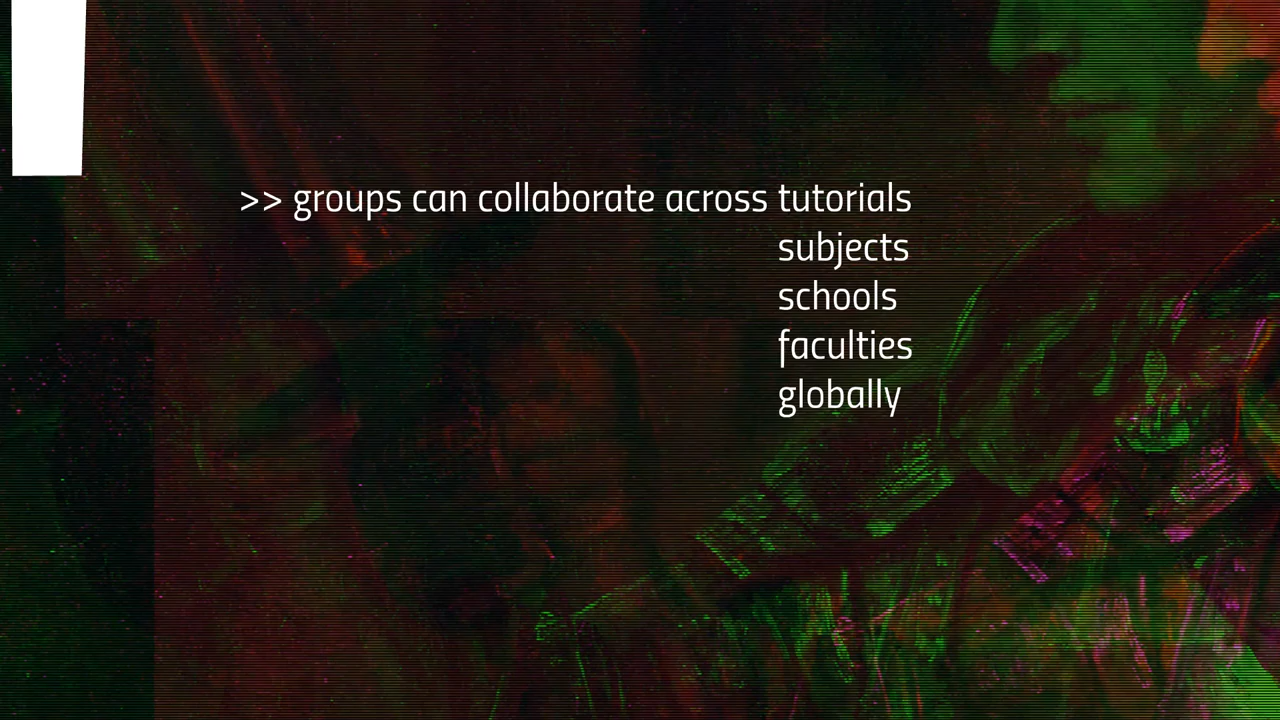 >> groups can collaborate across tutorials
subjects
schools
faculties
globally